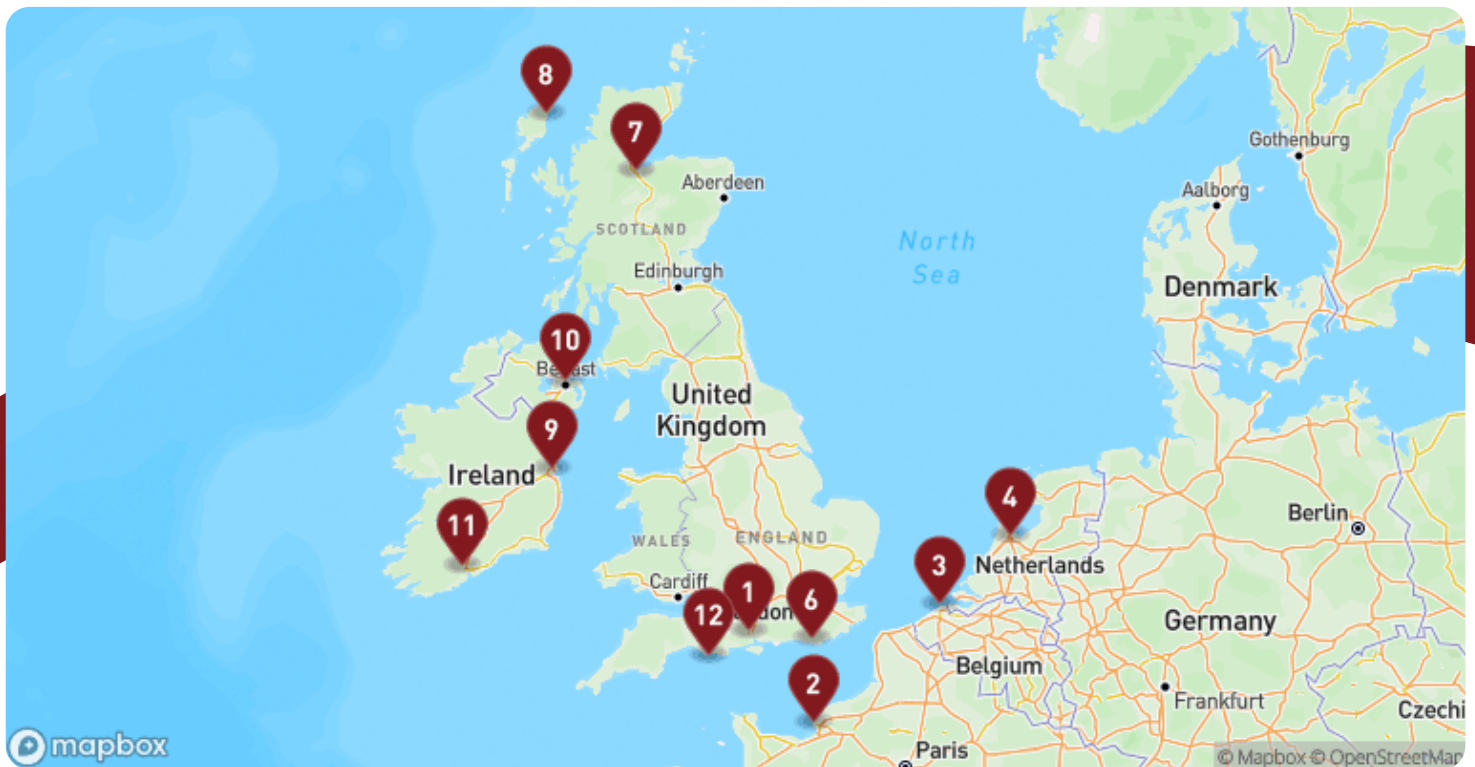 8
7
Gothenburg
Aberdeen
Aalborg
SCOTLAND
North
Sea
Edinburgh
Denmark
10
United
Kingdom
9
Ireland
4
11
Berlin
WALES
ENGLAND
3
Netherlands
Cardiff
1
6
12
Germany
Belgium
2
Frankfurt
Czechi
Paris
mapbox
© Mapbox © OpenStreetMap